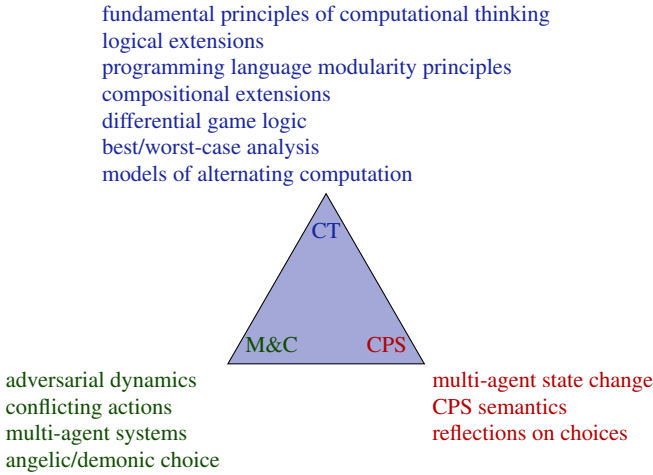 fundamental principles of computational thinking
logical extensions
programming language modularity principles
compositional extensions
differential game logic
best/worst-case analysis
models of alternating computation
CT
M&C
CPS
adversarial dynamics
conflicting actions
multi-agent systems
angelic/demonic choice
multi-agent state change
CPS semantics
reflections on choices